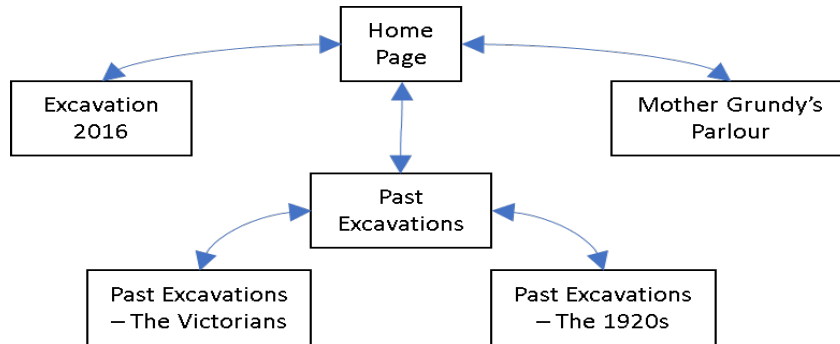 Home
Page
Excavation
2016
Mother Grundy’s
Parlour
Past
Excavations
Past Excavations
– The Victorians
Past Excavations
– The 1920s